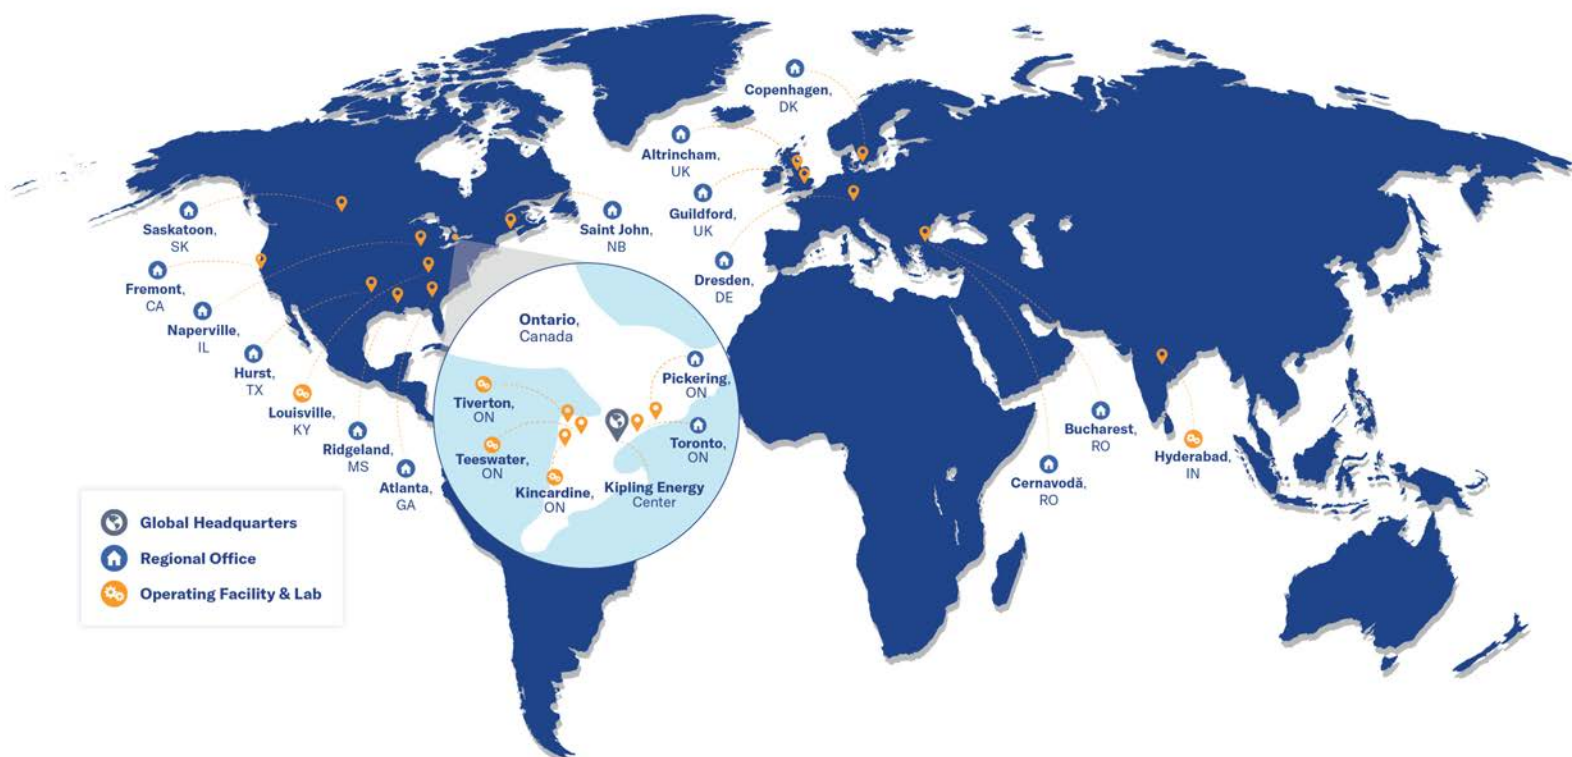 Copenhagen,
DK
Altrincham,
UK
Guildford,
UK
Dresden,
DE
Saskatoon,
SK
Fremont,
CA
Naperville,
IL
Hurst,
TX
Louisville,
KY
Ridgeland,
MS
Atlanta,
GA
Saint John,
NB
Ontario,
Canada
Pickering,
ON
Tiverton,
ON
Toronto,
ON
Teeswater,
ON
Kincardine,
ON
Kipling Energy
Center
Bucharest,
RO
Cernavodă,
RO
Hyderabad,
IN
Global Headquarters
Regional Office
Operating Facility & Lab